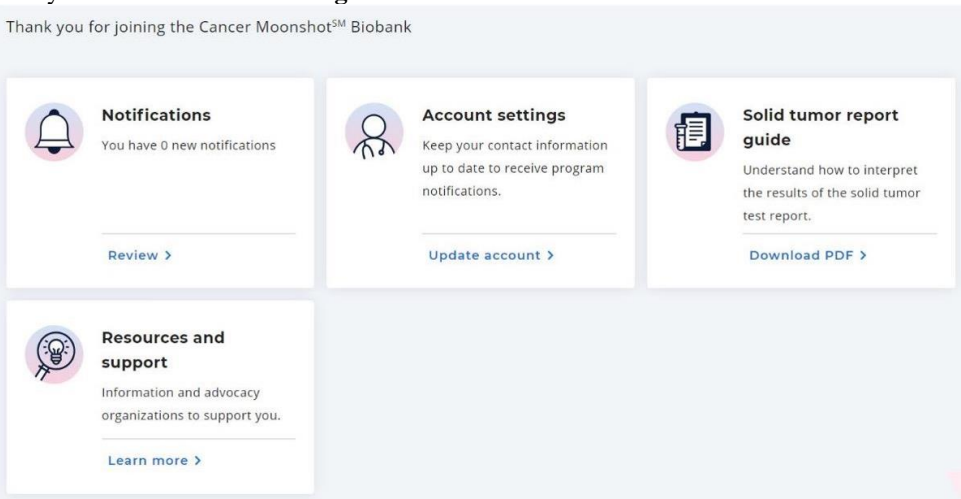 Thank you for joining the Cancer Moonshot℠ Biobank
Notifications
You have 0 new notifications
Review >
Account settings
Keep your contact information
up to date to receive program
notifications.
Update account >
Solid tumor report
guide
Understand how to interpret
the results of the solid tumor
test report.
Download PDF >
Resources and
support
Information and advocacy
organizations to support you.
Learn more >